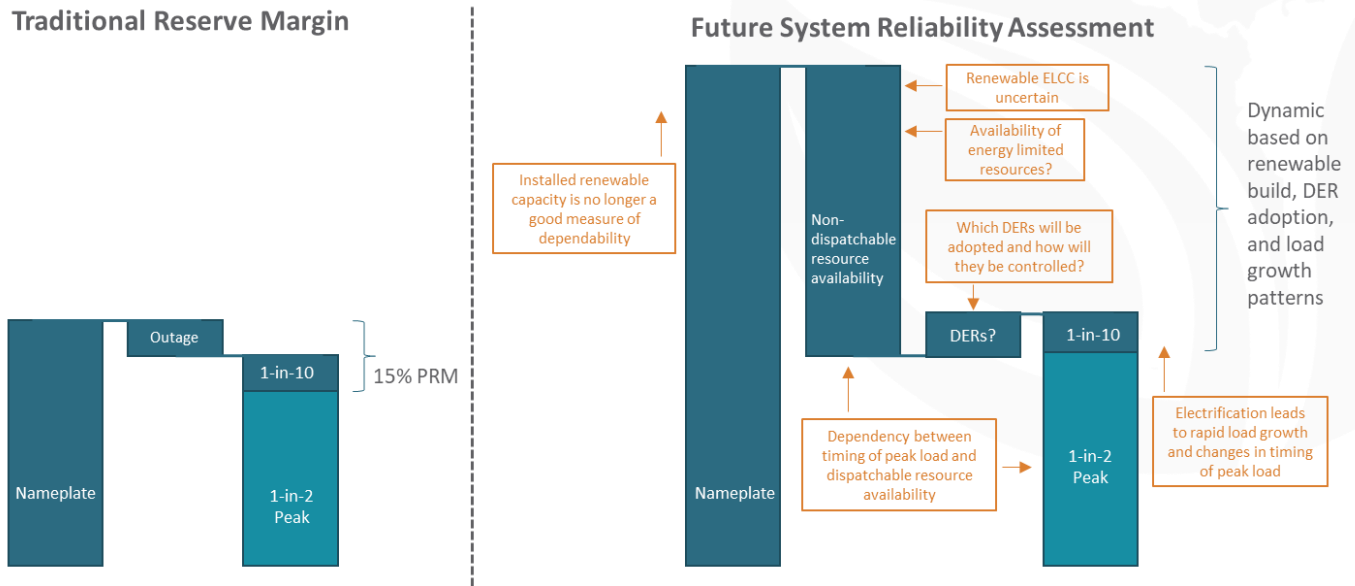 Traditional Reserve Margin
Nameplate
Outage
1-in-10
1-in-2
Peak
15% PRM
Future System Reliability Assessment
Installed renewable
capacity is no longer a
good measure of
dependability
Nameplate
Non-
dispatchable
resource
availability
Renewable ELCC is
uncertain
Availability of
energy limited
resources?
Which DERs will be
adopted and how will
they be controlled?
DERs?
Dependency between
timing of peak load and
dispatchable resource
availability
1-in-10
1-in-2
Peak
Electrification leads
to rapid load growth
and changes in timing
of peak load
Dynamic
based on
renewable
build, DER
adoption,
and load
growth
patterns